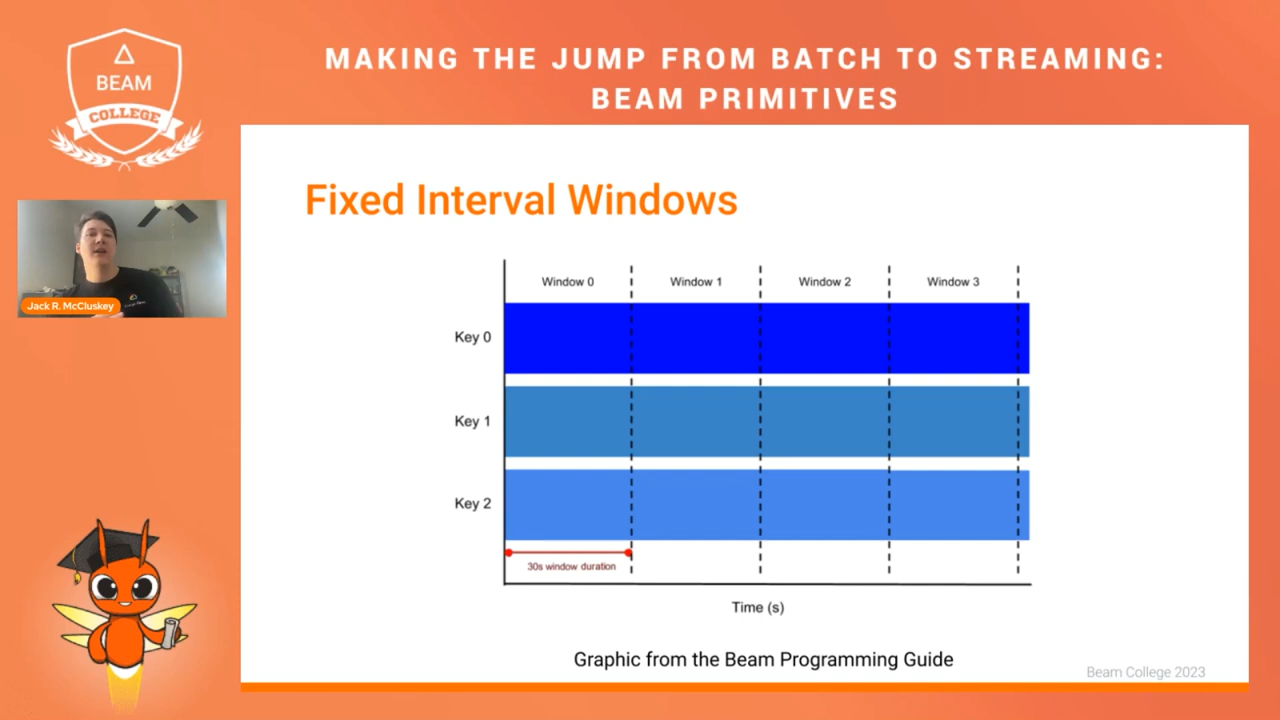 BEAM
COLLEGE
MAKING THE JUMP FROM BATCH TO STREAMING:
BEAM PRIMITIVES
Jack R. McCluskey
Fixed Interval Windows
Window 0
Window 1
Window 2
Window 3
Key 0
Key 1
Key 2
30s window duration
Time (s)
Graphic from the Beam Programming Guide
Beam College 2023